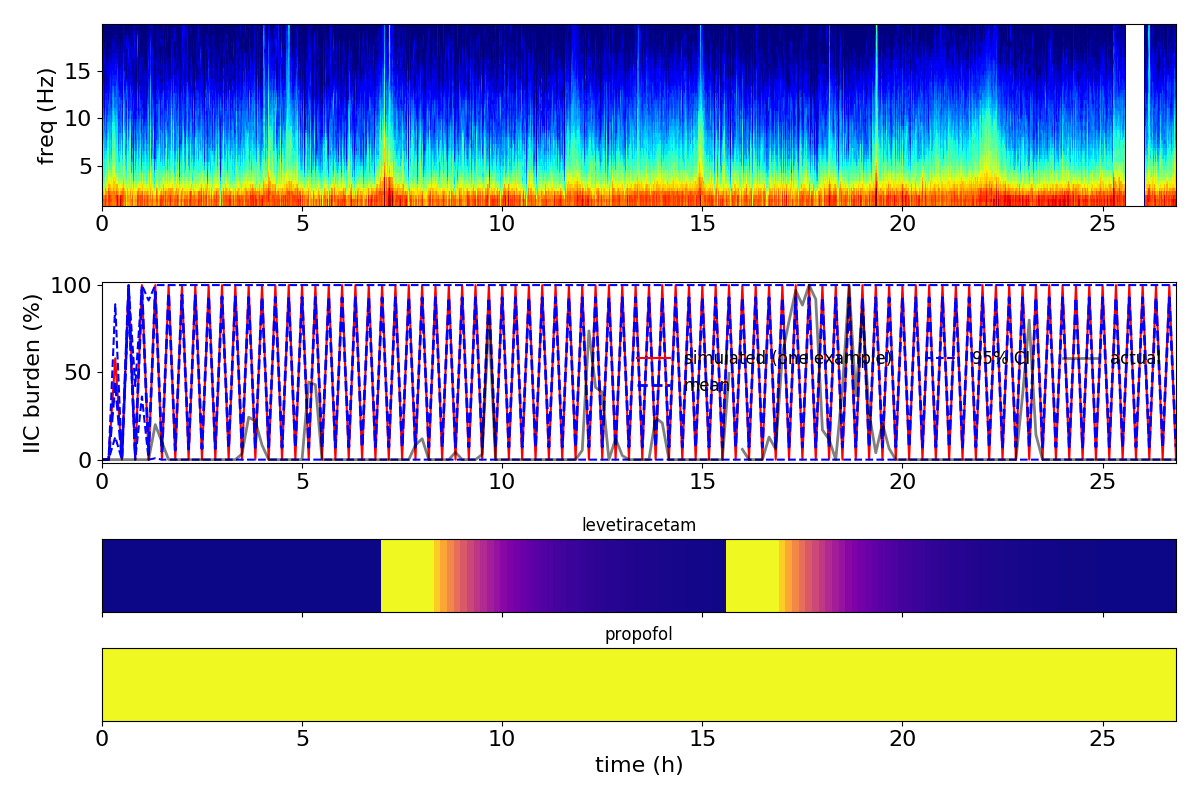 freq (Hz)
15
10
5
0 5 10 15 20 25
IIC burden (%)
100
50
0
simulated (one example) 95% CI actual
mean
0 5 10 15 20 25
levetiracetam
propofol
0 5 10 15 20 25
time (h)